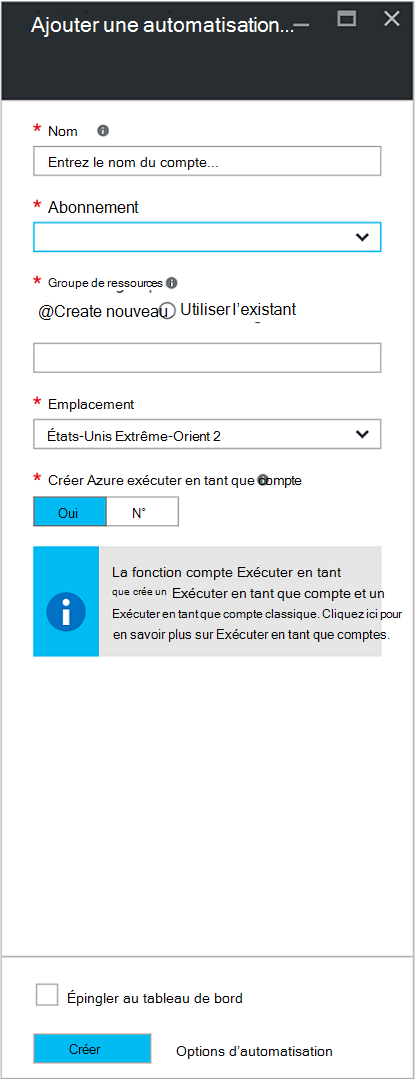 Ajouter une automatisation...
* Nom
Entrez le nom du compte...
* Abonnement
* Groupe de ressources
@Create nouveau Utiliser l’existant
* Emplacement
États-Unis Extrême-Orient 2
* Créer Azure exécuter en tant que compte
Oui N°
La fonction compte Exécuter en tant
que crée un Exécuter en tant que compte et un
Exécuter en tant que compte classique. Cliquez ici pour
en savoir plus sur Exécuter en tant que comptes.
Épingler au tableau de bord
Créer Options d’automatisation